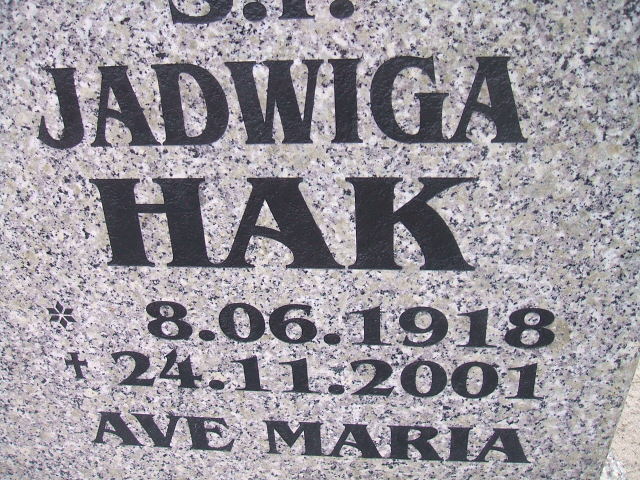 Ś.P.
JADWIGA
HAK
* 8.06.1918
✝ 24.11.2001
AVE MARIA